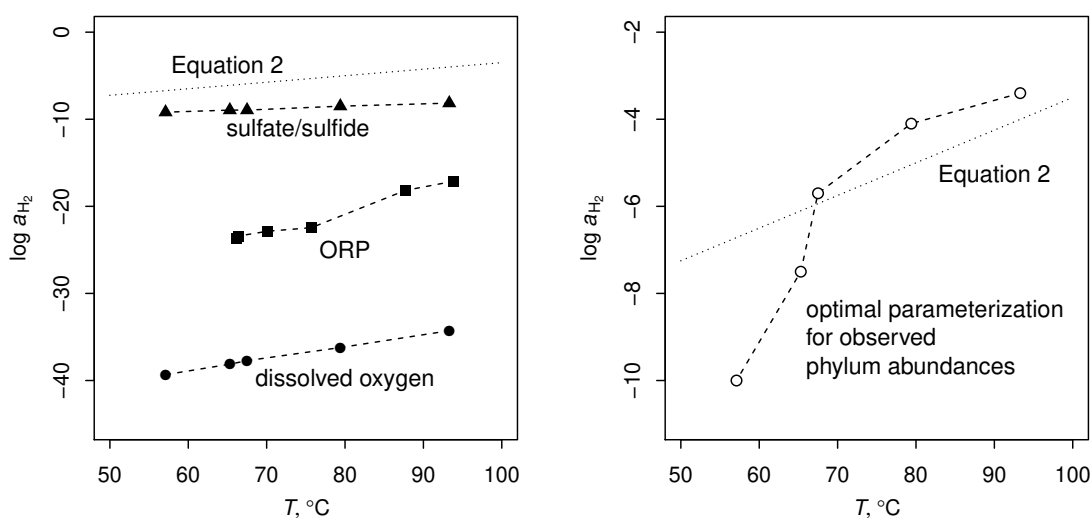 0
−10
−20
−30
−40
log aH2
Equation 2
sulfate/sulfide
ORP
dissolved oxygen
50 60 70 80 90 100
T, °C
−2
−4
−6
−8
−10
log aH2
Equation 2
optimal parameterization
for observed
phylum abundances
50 60 70 80 90 100
T, °C